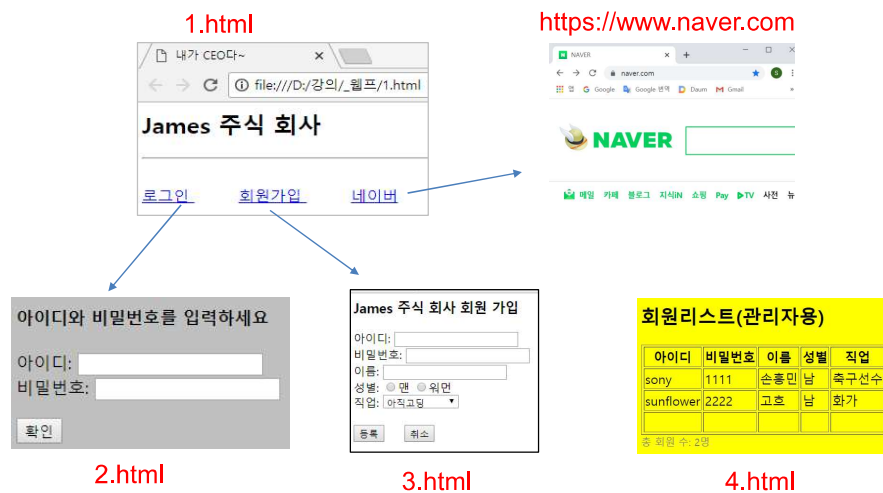 1.html
https://www.naver.com
내가 CEO다~
file:///D:/강의/_웹프/1.html
James 주식 회사
로그인 회원가입 네이버
NAVER
naver.com
S
앱 Google Google 번역 Daum Gmail
NAVER
메일 카페 블로그 지식iN 쇼핑 Pay TV 사전 뉴
아이디와 비밀번호를 입력하세요
아이디:
비밀번호:
확인
2.html
James 주식 회사 회원 가입
아이디:
비밀번호:
이름:
성별: 맨 워먼
직업: 아직고딩
등록 취소
3.html
회원리스트(관리자용)
아이디 비밀번호 이름 성별 직업
sony 1111 손흥민 남 축구선수
sunflower 2222 고흐 남 화가
총 회원 수: 2명
4.html